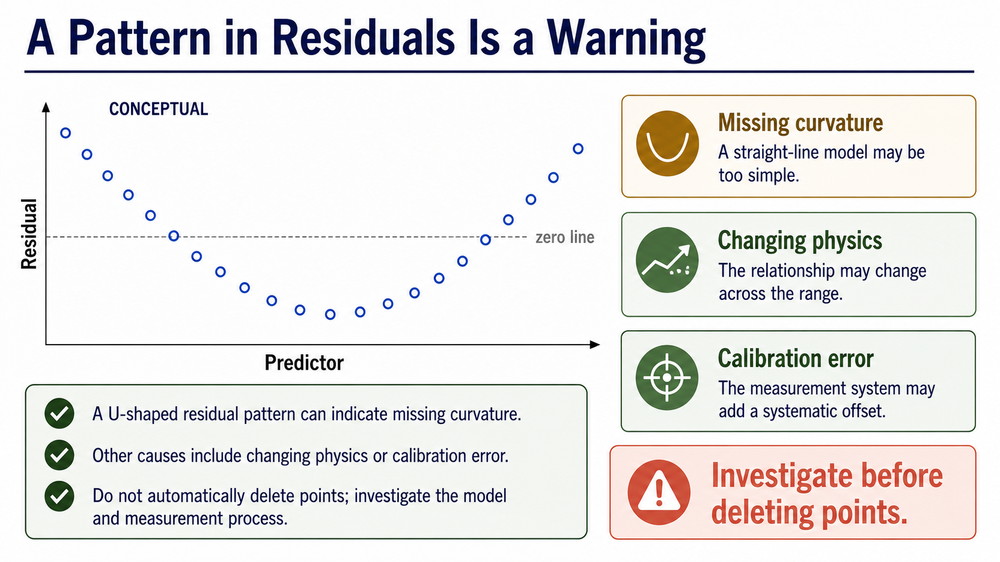 A Pattern in Residuals Is a Warning
CONCEPTUAL
Residual
zero line
Predictor
A U-shaped residual pattern can indicate missing curvature.
Other causes include changing physics or calibration error.
Do not automatically delete points; investigate the model
and measurement process.
Missing curvature
A straight-line model may be
too simple.
Changing physics
The relationship may change
across the range.
Calibration error
The measurement system may
add a systematic offset.
Investigate before
deleting points.